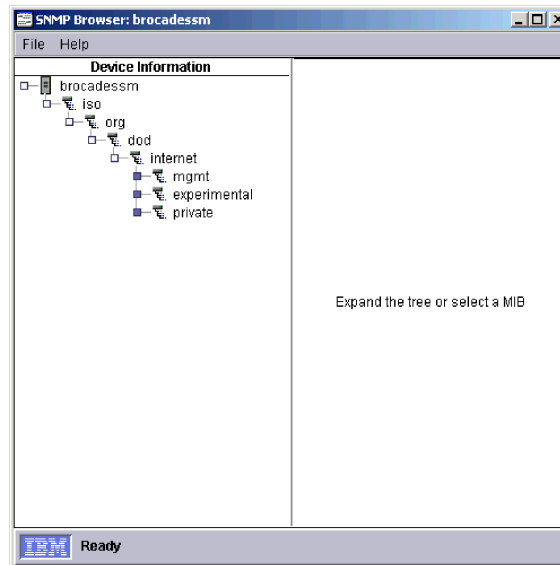 SNMP Browser: brocadessm
File Help
Device Information
brocadessm
iso
org
dod
internet
mgmt
experimental
private
Expand the tree or select a MIB
IBM Ready